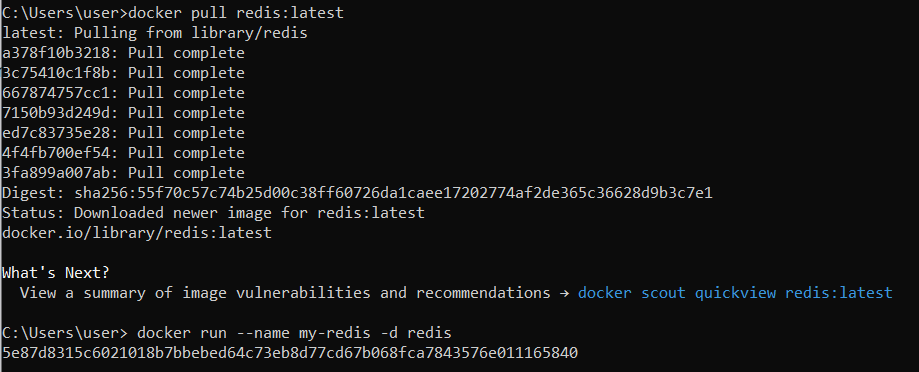 C:\Users\user>docker pull redis:latest
latest: Pulling from library/redis
a378f10b3218: Pull complete
3c75410c1f8b: Pull complete
667874757cc1: Pull complete
7150b93d249d: Pull complete
ed7c83735e28: Pull complete
4f4fb700ef54: Pull complete
3fa899a007ab: Pull complete
Digest: sha256:55f70c57c74b25d00c38ff60726da1caee17202774af2de365c36628d9b3c7e1
Status: Downloaded newer image for redis:latest
docker.io/library/redis:latest
What's Next?
View a summary of image vulnerabilities and recommendations → docker scout quickview redis:latest
C:\Users\user> docker run --name my-redis -d redis
5e87d8315c6021018b7bbebed64c73eb8d77cd67b068fca7843576e011165840